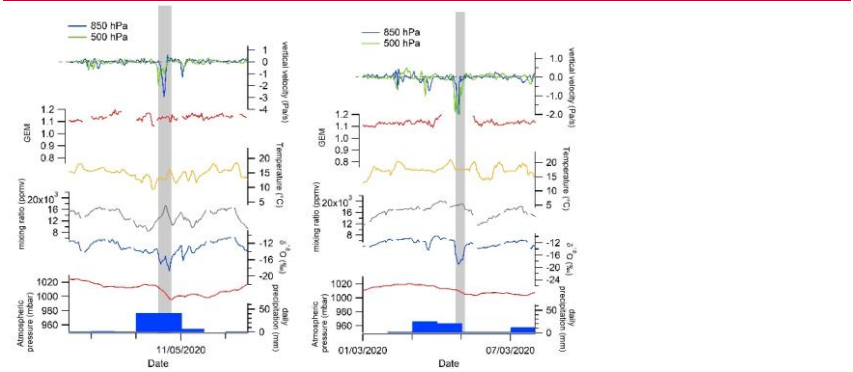 850 hPa
500 hPa
1
0
-1
-2
-3
-4
vertical velocity (Pa/s)
1.2
1.1
1.0
0.9
0.8
GEM
20
15
10
5
Temperature (°C)
20x10³
16
12
8
mixing ratio (ppmv)
-12
-16
-20
δ¹⁸O (‰)
1020
1000
980
960
Atmospheric
pressure (mbar)
50
0
daily
precipitation (mm)
11/05/2020
Date
850 hPa
500 hPa
1.0
0.0
-1.0
-2.0
vertical velocity (Pa/s)
1.2
1.1
1.0
0.9
0.8
GEM
20
15
10
5
Temperature (°C)
20x10³
16
12
8
mixing ratio (ppmv)
-12
-16
-20
-24
δ¹⁸O (‰)
1020
1000
980
960
Atmospheric
pressure (mbar)
50
0
daily
precipitation (mm)
01/03/2020
07/03/2020
Date